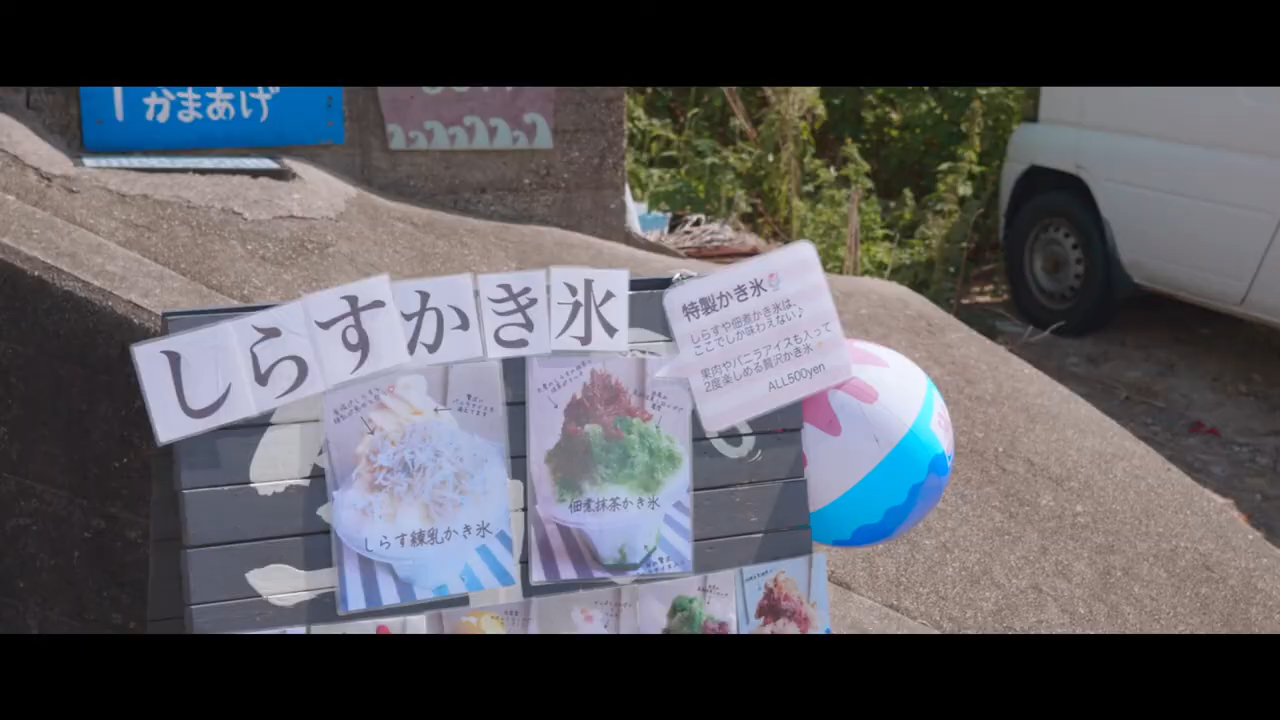 かまあげ
しらすかき氷
特製かき氷
しらすや佃煮かき氷は、
ここでしか味わえない♪
果肉やバニラアイスも入って
2度楽しめる贅沢かき氷
ALL500yen
しらす練乳かき氷
佃煮抹茶かき氷